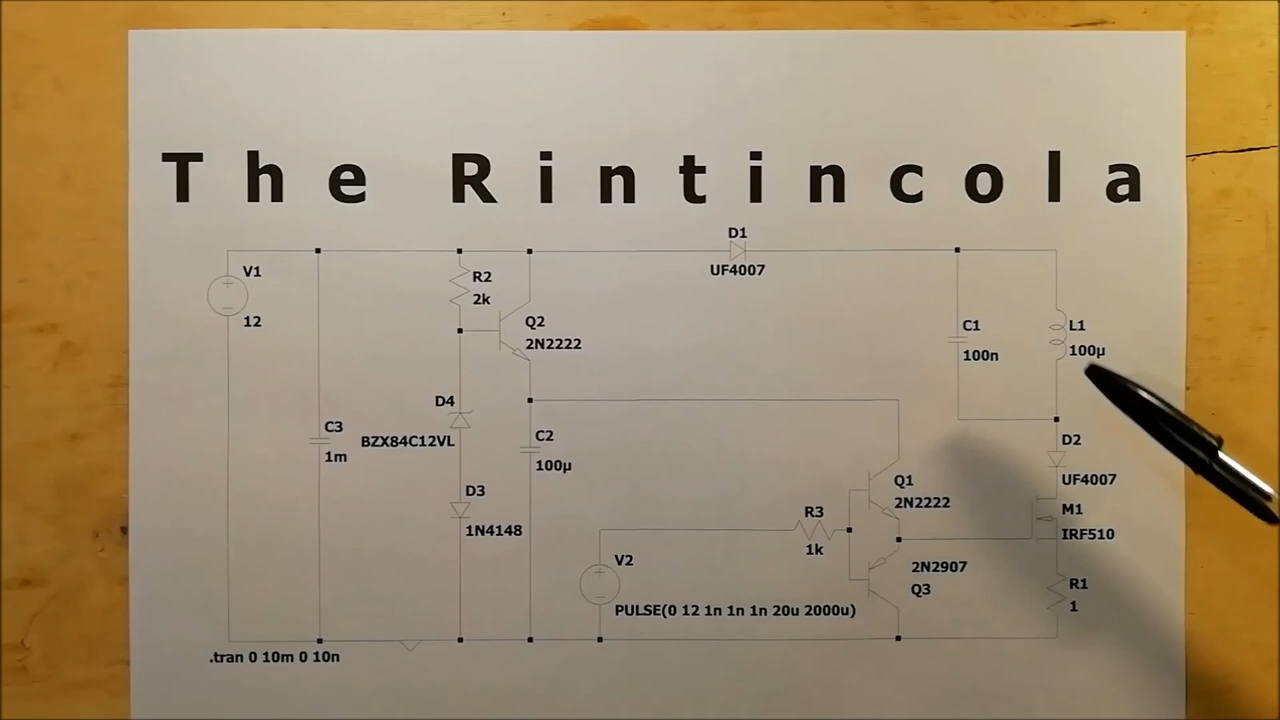 The Rintincola
D1
UF4007
V1
12
R2
2k
Q2
2N2222
C1
100n
L1
100µ
D4
BZX84C12VL
C3
1m
C2
100µ
D2
UF4007
D3
1N4148
Q1
2N2222
R3
1k
M1
IRF510
V2
PULSE(0 12 1n 1n 1n 20u 2000u)
2N2907
Q3
R1
1
.tran 0 10m 0 10n